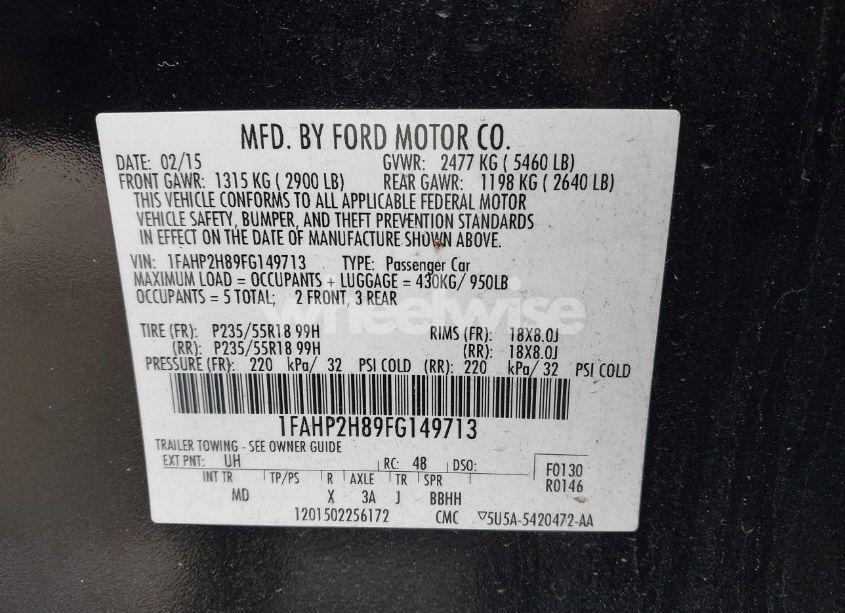 MFD. BY FORD MOTOR CO.
DATE: 02/15 GVWR: 2477 KG ( 5460 LB)
FRONT GAWR: 1315 KG ( 2900 LB) REAR GAWR: 1198 KG ( 2640 LB)
THIS VEHICLE CONFORMS TO ALL APPLICABLE FEDERAL MOTOR
VEHICLE SAFETY, BUMPER, AND THEFT PREVENTION STANDARDS
IN EFFECT ON THE DATE OF MANUFACTURE SHOWN ABOVE.
VIN: 1FAHP2H89FG149713 TYPE: Passenger Car
MAXIMUM LOAD = OCCUPANTS + LUGGAGE = 430KG/ 950LB
OCCUPANTS = 5 TOTAL; 2 FRONT, 3 REAR
wheelwise
TIRE (FR): P235/55R18 99H RIMS (FR): 18X8.0J
(RR): P235/55R18 99H (RR): 18X8.0J
PRESSURE (FR): 220 kPa/ 32 PSI COLD (RR): 220 kPa/ 32 PSI COLD
1FAHP2H89FG149713
TRAILER TOWING - SEE OWNER GUIDE
EXT PNT: UH RC: 48 DSO: F0130
INT TR TP/PS R AXLE TR SPR R0146
MD X 3A J BBHH
1201502256172 CMC ▽5U5A-5420472-AA